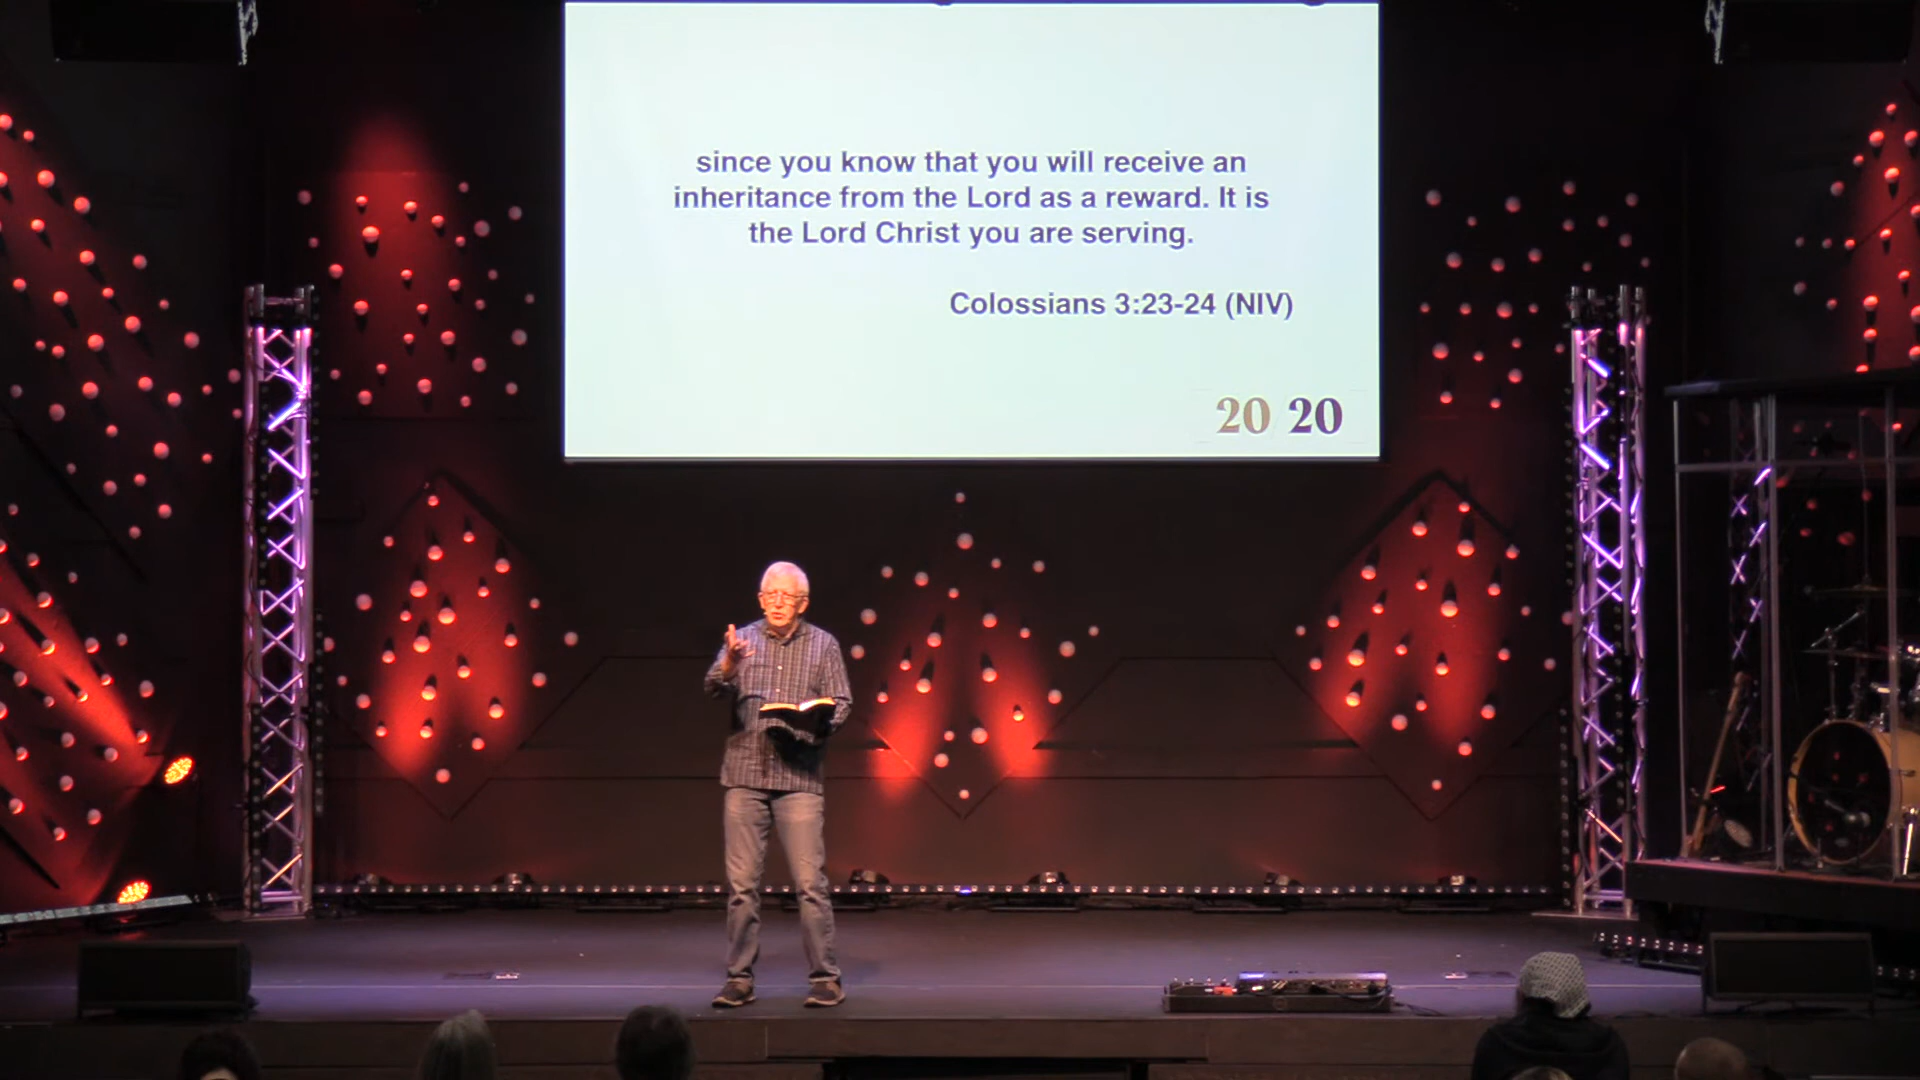 since you know that you will receive an
inheritance from the Lord as a reward. It is
the Lord Christ you are serving.
Colossians 3:23-24 (NIV)
20 20